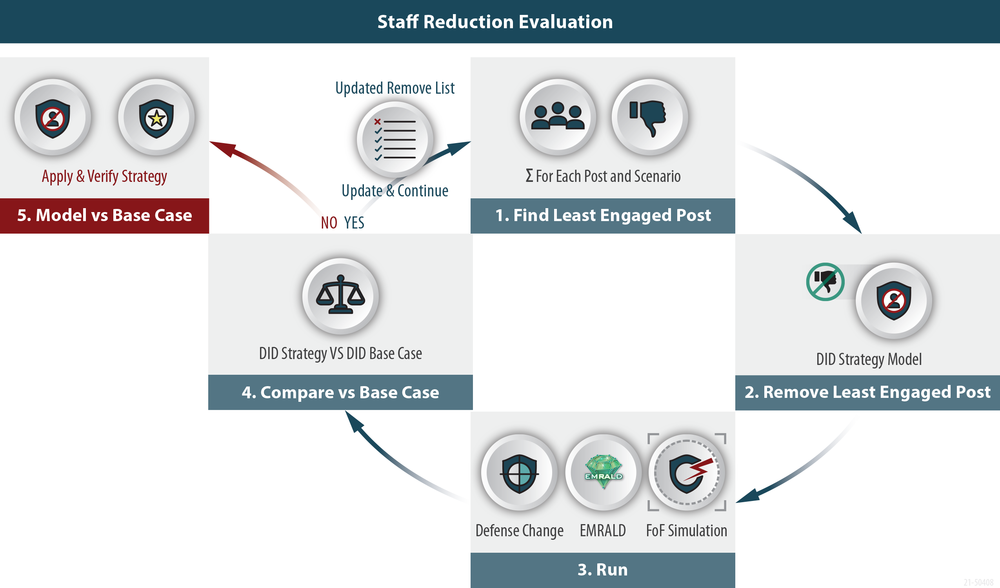 Staff Reduction Evaluation
Updated Remove List
Update & Continue
NO YES
Σ For Each Post and Scenario
1. Find Least Engaged Post
DID Strategy Model
2. Remove Least Engaged Post
EMRALD
Defense Change
EMRALD
FoF Simulation
3. Run
DID Strategy VS DID Base Case
4. Compare vs Base Case
Apply & Verify Strategy
5. Model vs Base Case
21-50408